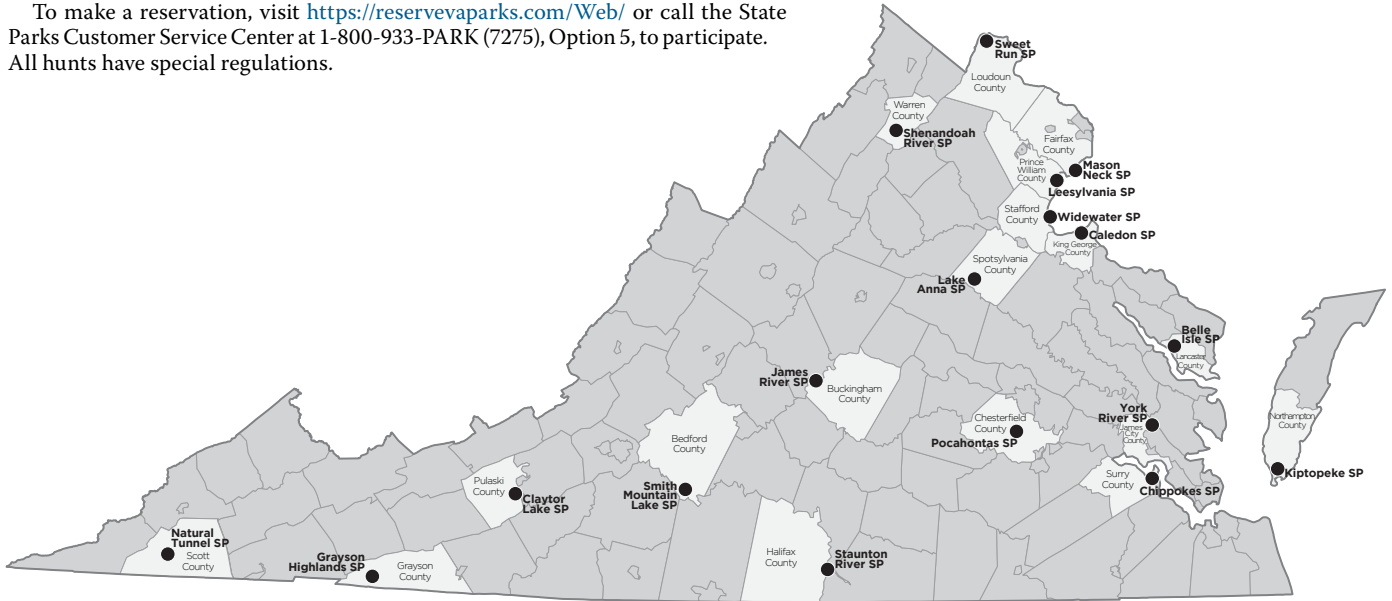 To make a reservation, visit https://reservevaparks.com/Web/ or call the State
Parks Customer Service Center at 1-800-933-PARK (7275), Option 5, to participate.
All hunts have special regulations.
Sweet
Run SP
Loudoun
County
Warren
County
Shenandoah
River SP
Fairfax
County
Prince
William
County
Mason
Neck SP
Leesylvania SP
Stafford
County
Widewater SP
Caledon SP
King George
County
Spotsylvania
County
Lake
Anna SP
Belle
Isle SP
Lancaster
County
James
River SP
Buckingham
County
York
River SP
James
City
County
Chesterfield
County
Pocahontas SP
Northampton
County
Kiptopeke SP
Bedford
County
Smith
Mountain
Lake SP
Pulaski
County
Claytor
Lake SP
Surry
County
Chippokes SP
Natural
Tunnel SP
Scott
County
Grayson
Highlands SP
Grayson
County
Halifax
County
Staunton
River SP